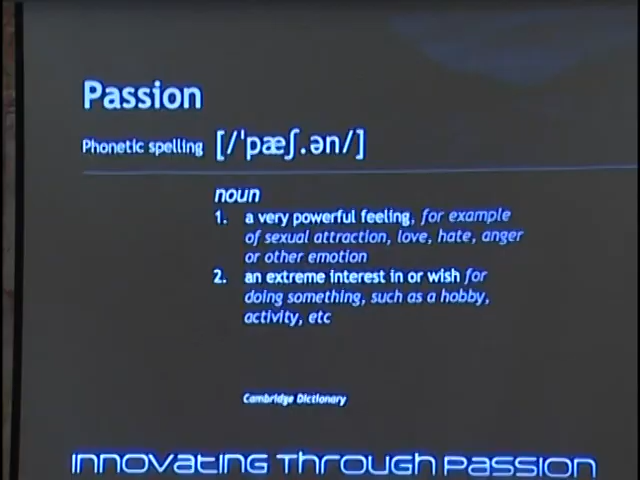 Passion
Phonetic spelling [/ˈpæʃ.ən/]
noun
1. a very powerful feeling, for example
of sexual attraction, love, hate, anger
or other emotion
2. an extreme interest in or wish for
doing something, such as a hobby,
activity, etc
Cambridge Dictionary
INNOVATING THROUGH PASSION